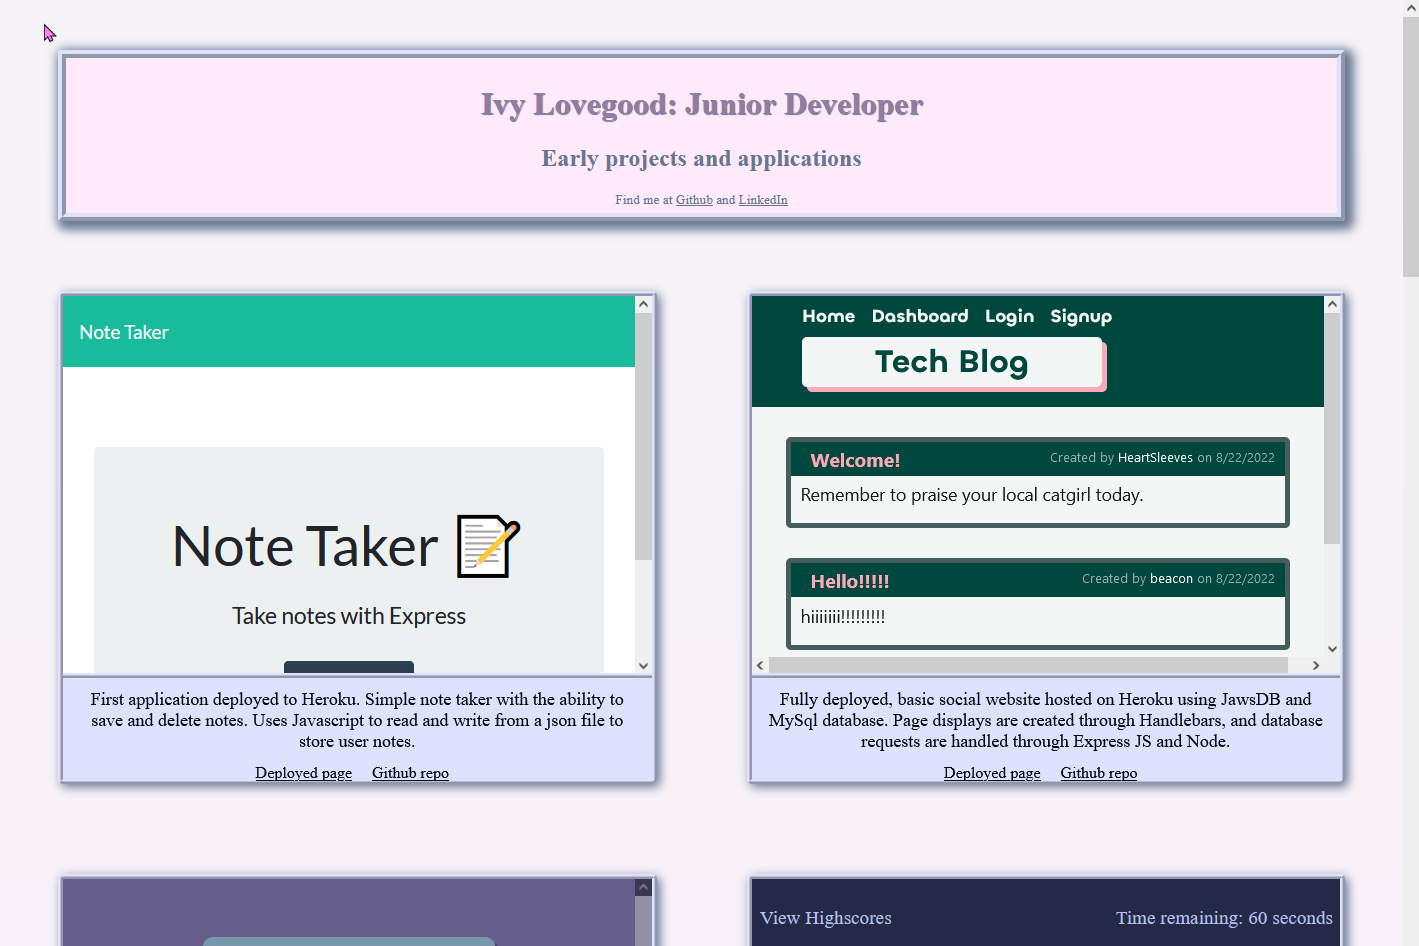 Ivy Lovegood: Junior Developer
Early projects and applications
Find me at Github and LinkedIn
Note Taker
Note Taker
Take notes with Express
First application deployed to Heroku. Simple note taker with the ability to
save and delete notes. Uses Javascript to read and write from a json file to
store user notes.
Deployed page Github repo
Home Dashboard Login Signup
Tech Blog
Welcome! Created by HeartSleeves on 8/22/2022
Remember to praise your local catgirl today.
Hello!!!!! Created by beacon on 8/22/2022
hiiiiiii!!!!!!!!!
Fully deployed, basic social website hosted on Heroku using JawsDB and
MySql database. Page displays are created through Handlebars, and database
requests are handled through Express JS and Node.
Deployed page Github repo
View Highscores Time remaining: 60 seconds